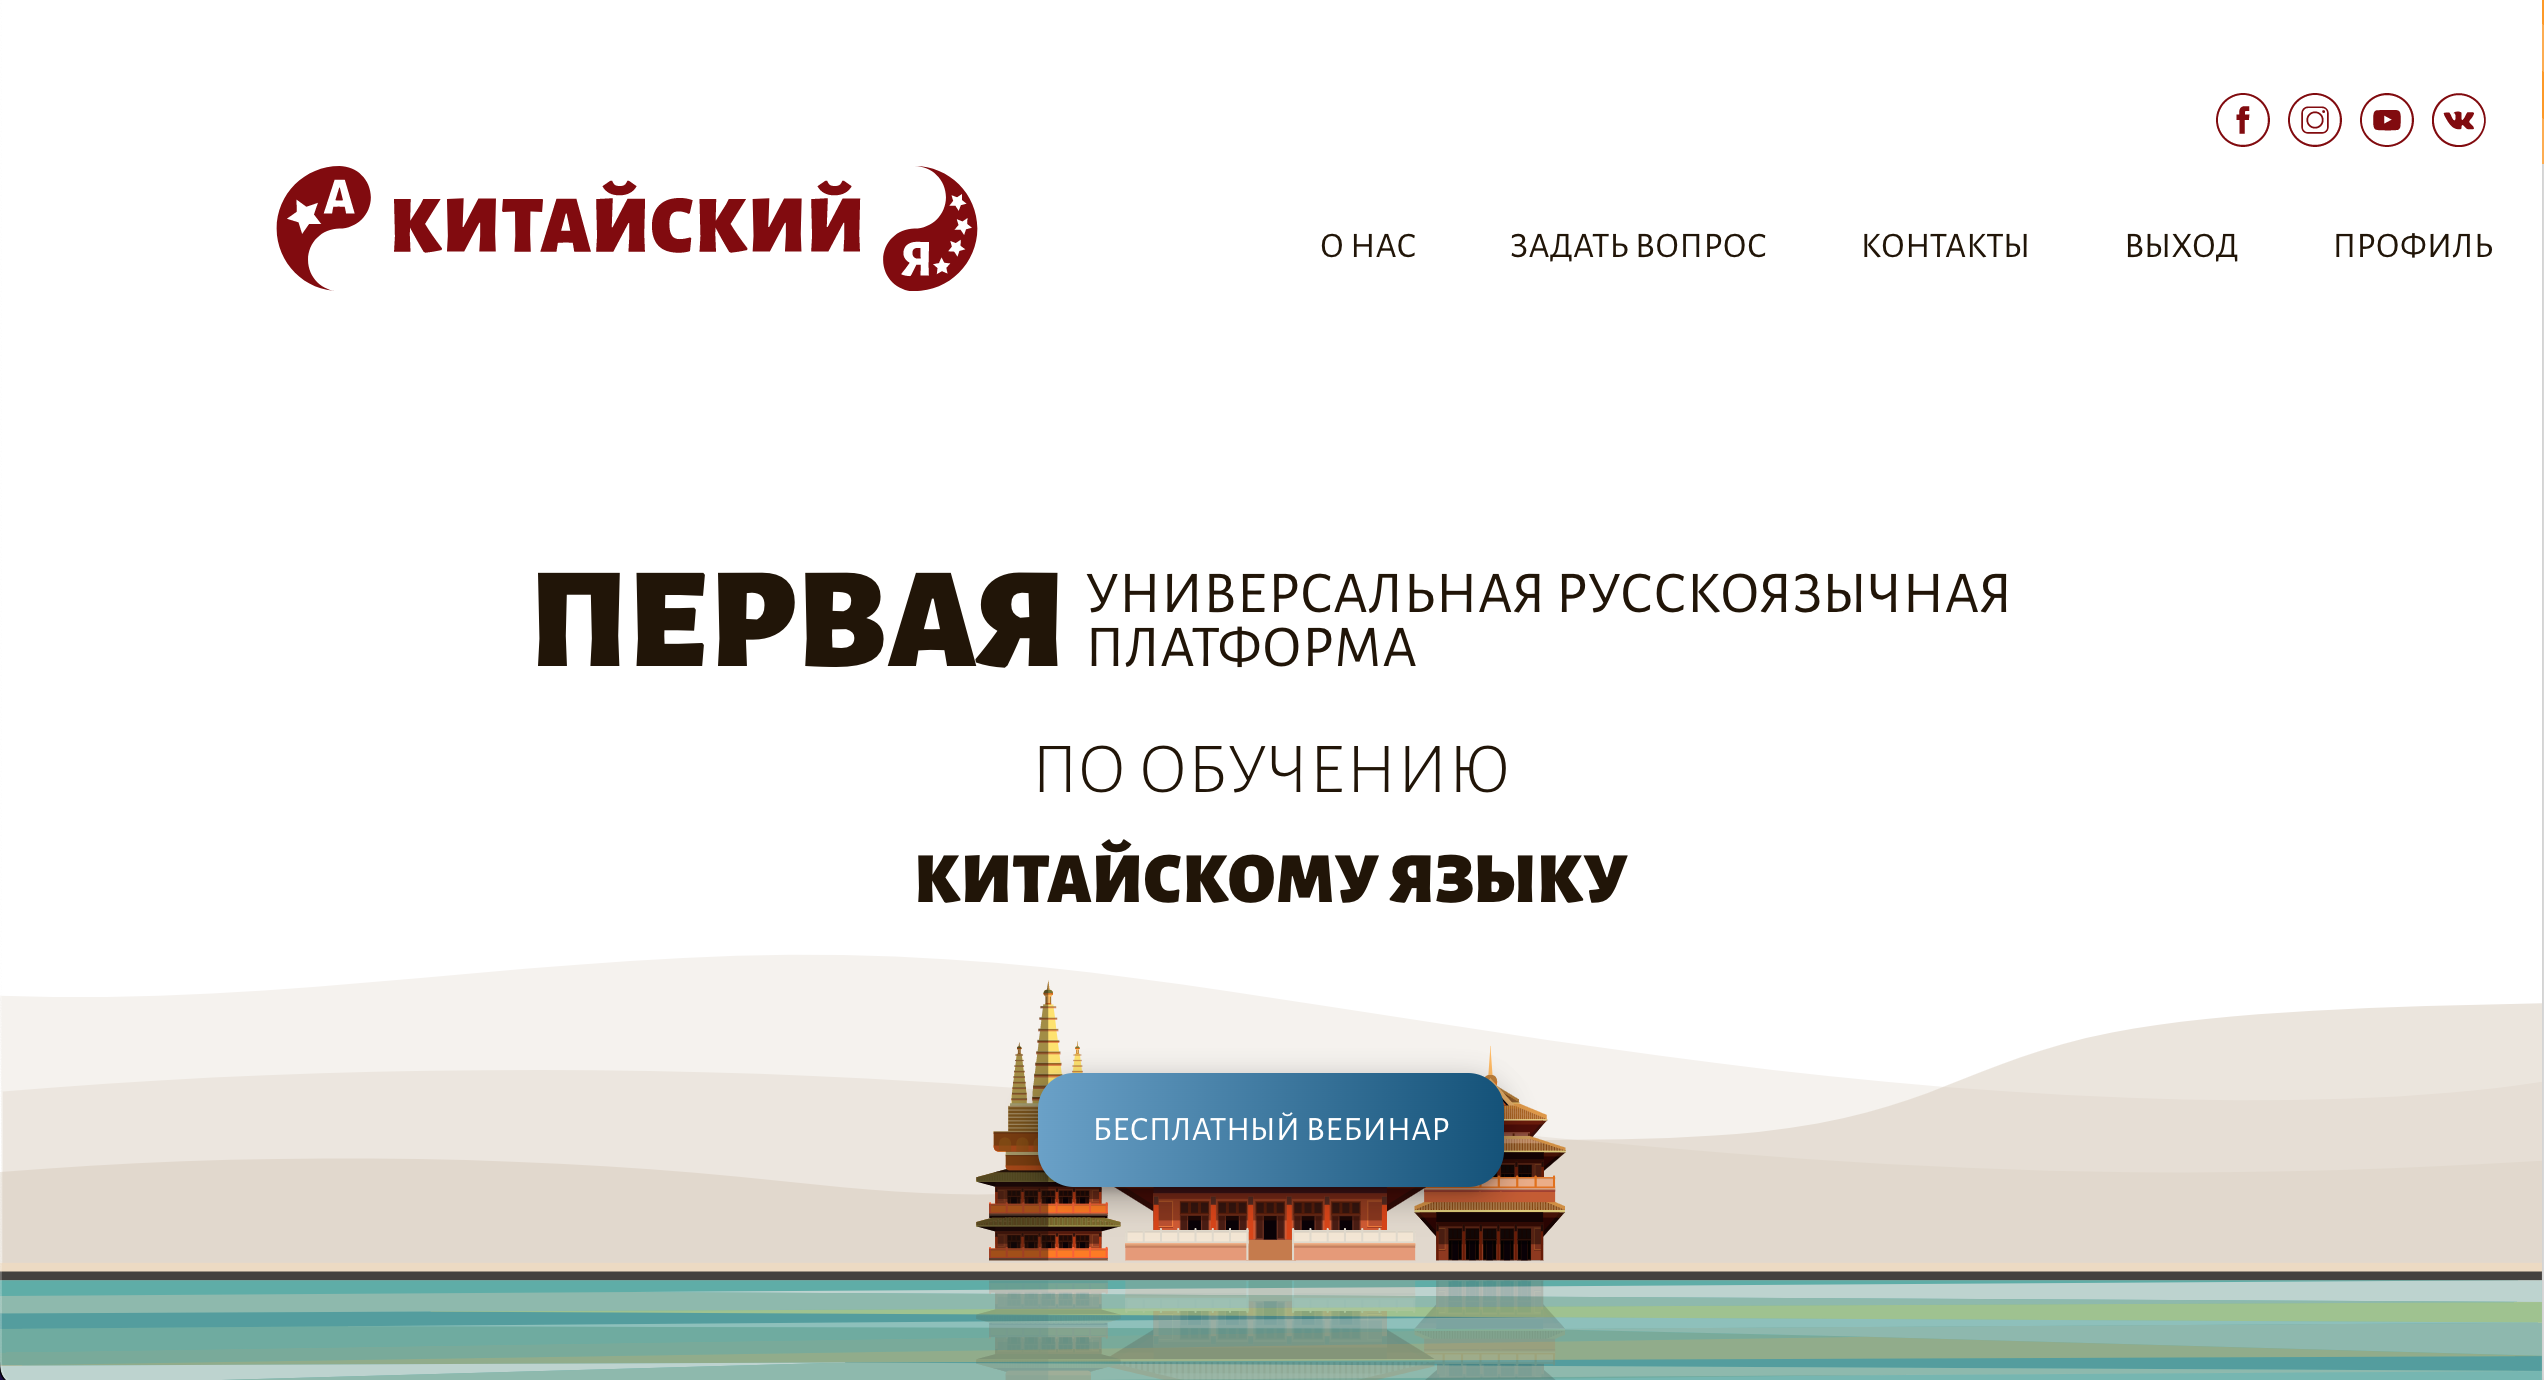 А КИТАЙСКИЙ Я
О НАС ЗАДАТЬ ВОПРОС КОНТАКТЫ ВЫХОД ПРОФИЛЬ
ПЕРВАЯ УНИВЕРСАЛЬНАЯ РУССКОЯЗЫЧНАЯ
ПЛАТФОРМА
ПО ОБУЧЕНИЮ
КИТАЙСКОМУ ЯЗЫКУ
БЕСПЛАТНЫЙ ВЕБИНАР